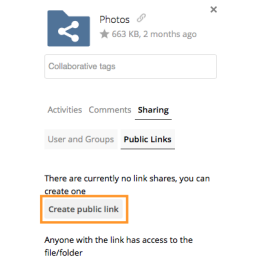 Photos
★ 663 KB, 2 months ago
Collaborative tags
Activities Comments Sharing
User and Groups Public Links
There are currently no link shares, you can
create one
Create public link
Anyone with the link has access to the
file/folder